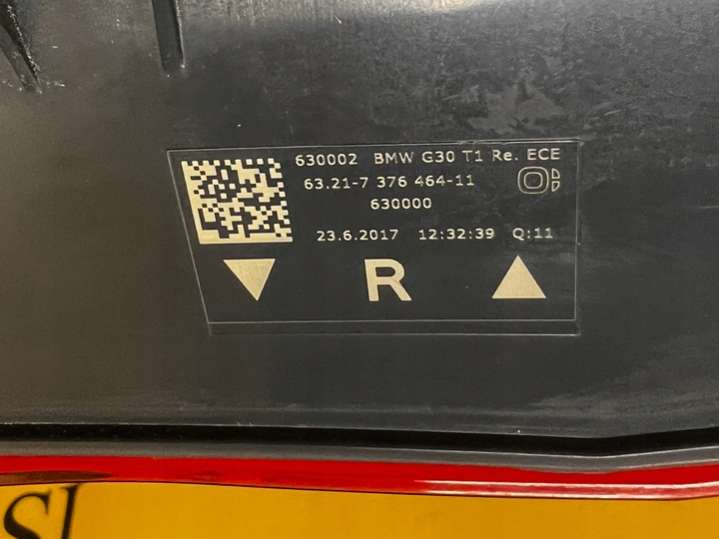 630002 BMW G30 T1 Re. ECE
63.21-7 376 464-11
630000
23.6.2017 12:32:39 Q:11
R